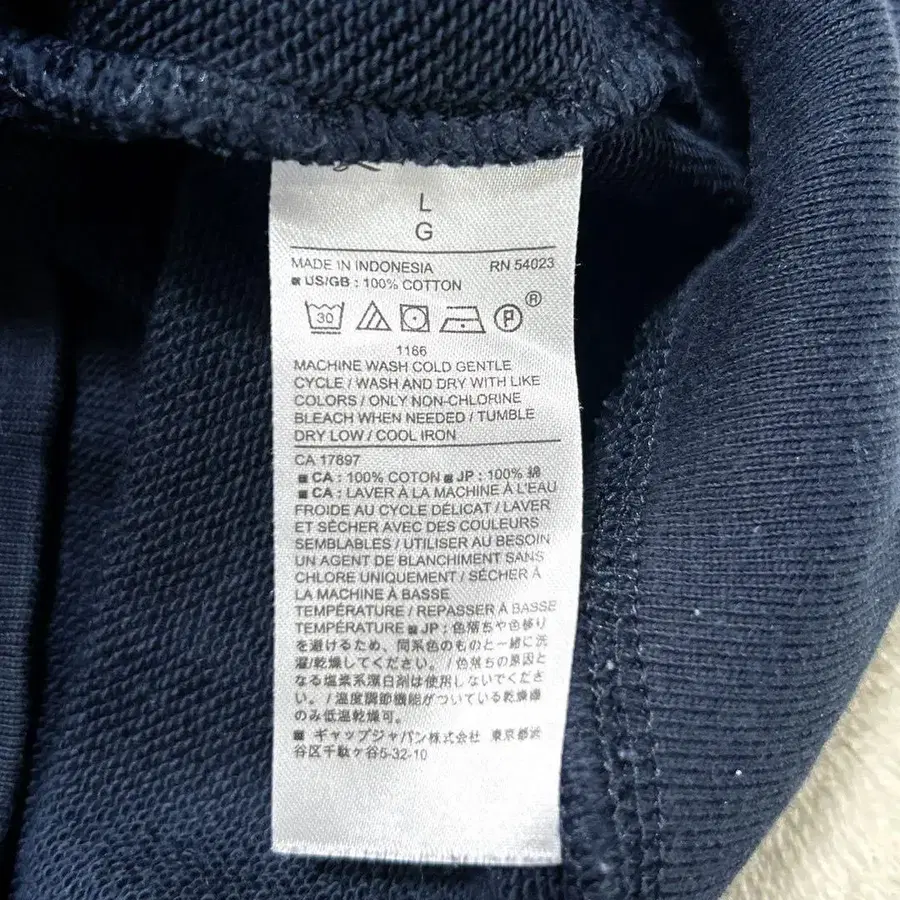 L
G
MADE IN INDONESIA RN 54023
■ US/GB : 100% COTTON
30 P ®
1166
MACHINE WASH COLD GENTLE
CYCLE / WASH AND DRY WITH LIKE
COLORS / ONLY NON-CHLORINE
BLEACH WHEN NEEDED / TUMBLE
DRY LOW / COOL IRON
CA 17897
■ CA : 100% COTON ■ JP : 100% 綿
■ CA : LAVER À LA MACHINE À L'EAU
FROIDE AU CYCLE DÉLICAT / LAVER
ET SÉCHER AVEC DES COULEURS
SEMBLABLES / UTILISER AU BESOIN
UN AGENT DE BLANCHIMENT SANS
CHLORE UNIQUEMENT / SÉCHER À
LA MACHINE À BASSE
TEMPÉRATURE / REPASSER À BASSE
TEMPÉRATURE ■ JP : 色落ちや色移り
を避けるため、同系色のものと一緒に洗
濯/乾燥してください。 / 色落ちの原因と
なる塩素系漂白剤は使用しないでくださ
い。 / 温度調節機能がついている乾燥機
のみ低温乾燥可。
■ ギャップジャパン株式会社 東京都渋
谷区千駄ヶ谷5-32-10